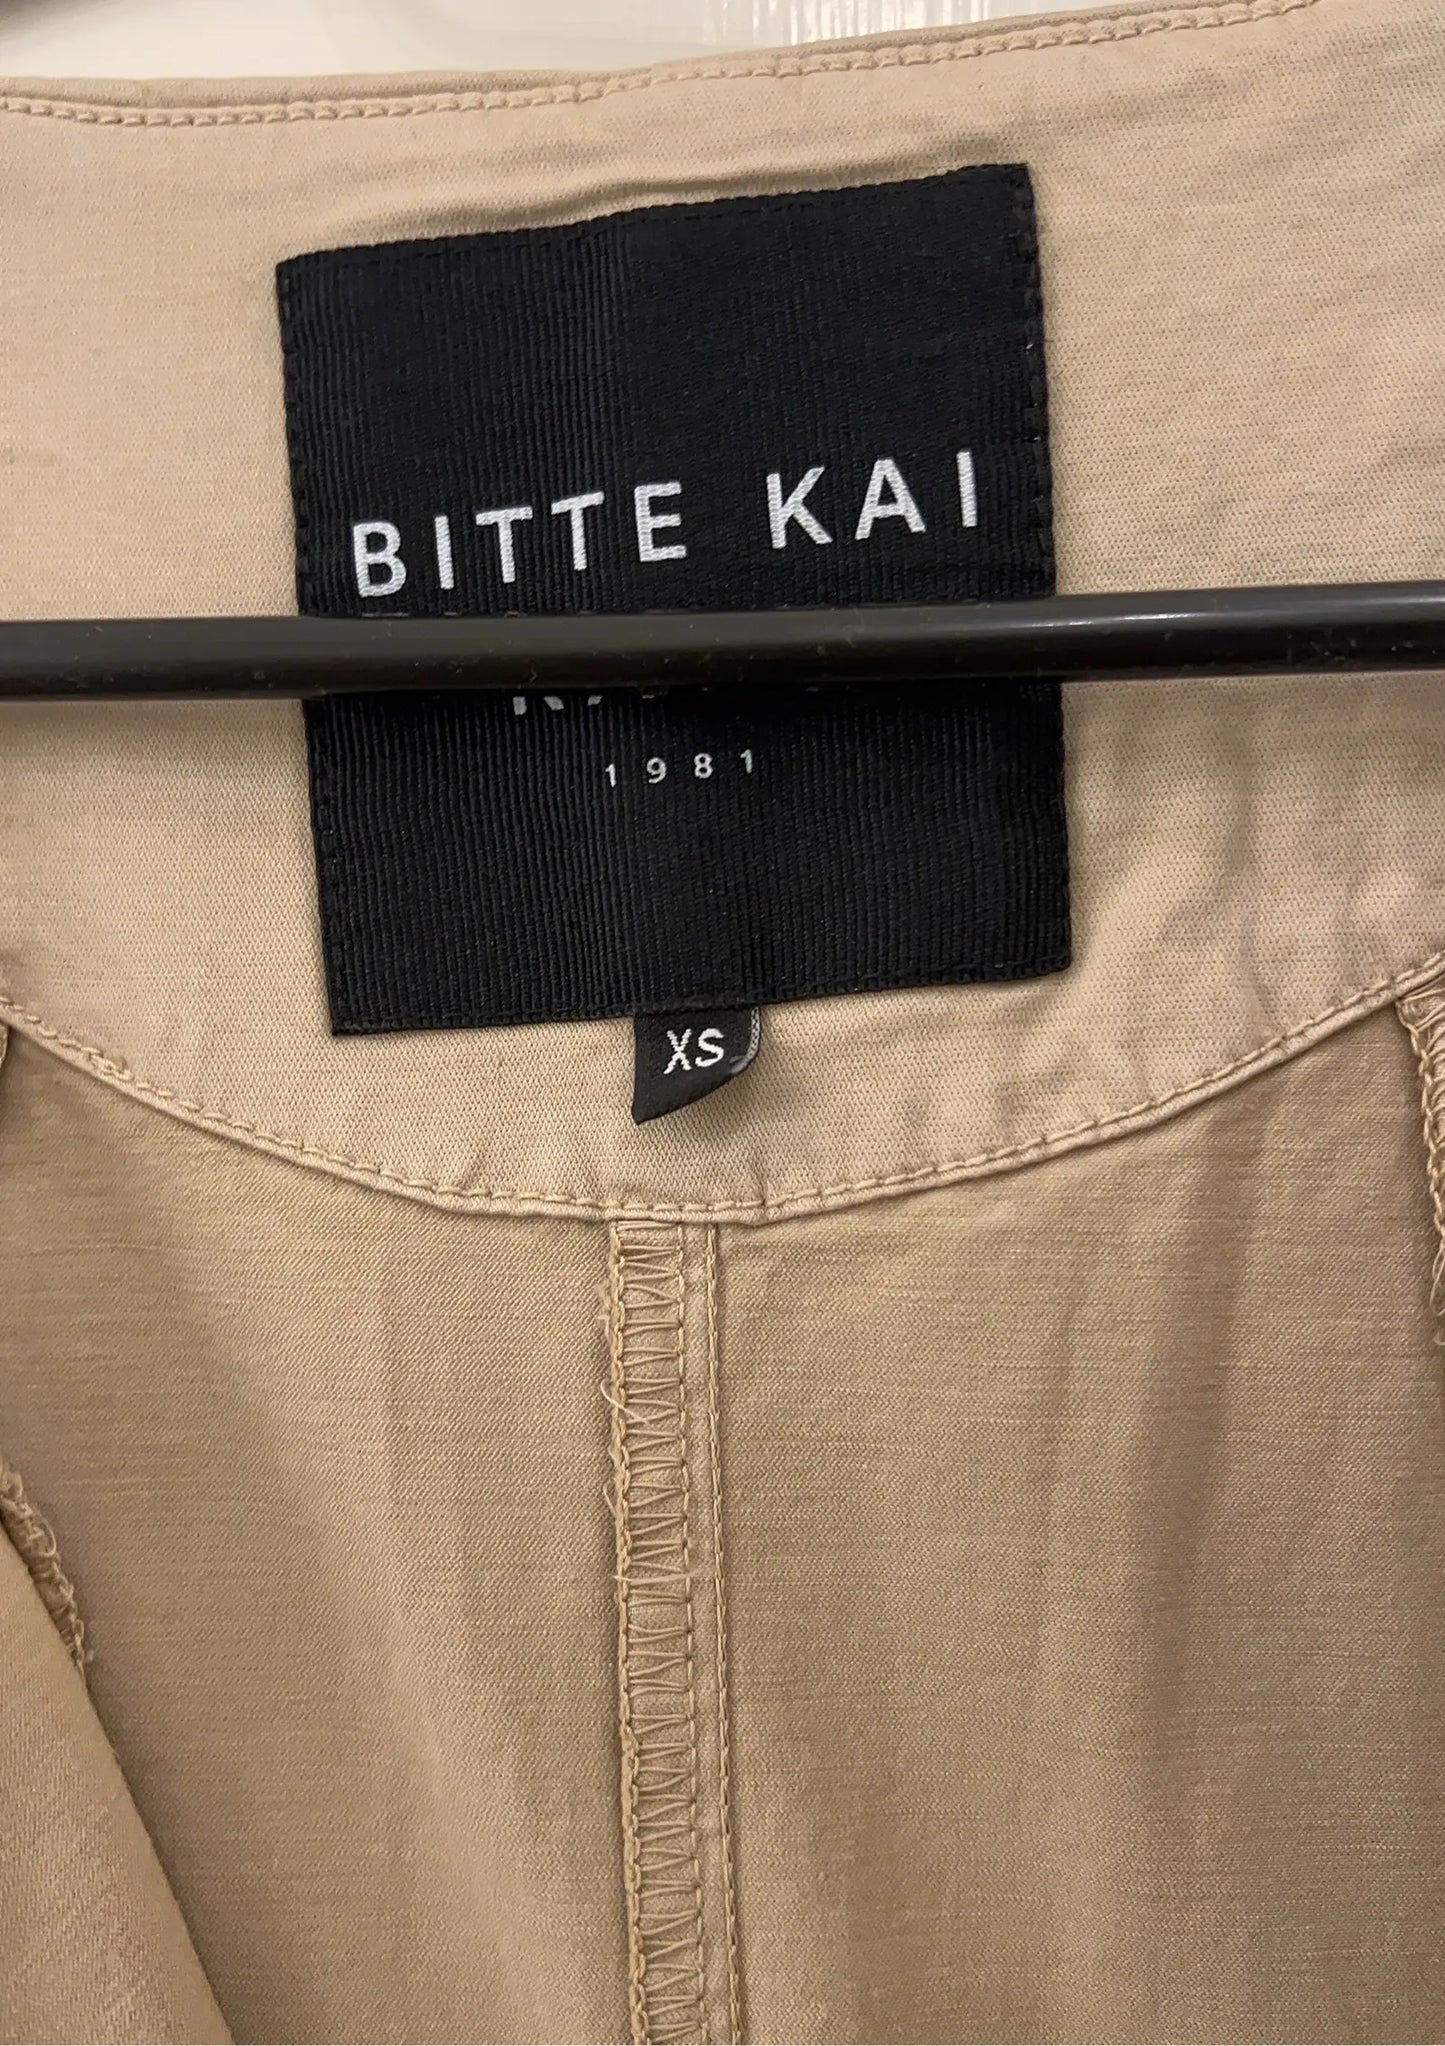 BITTE KAI
1981
XS